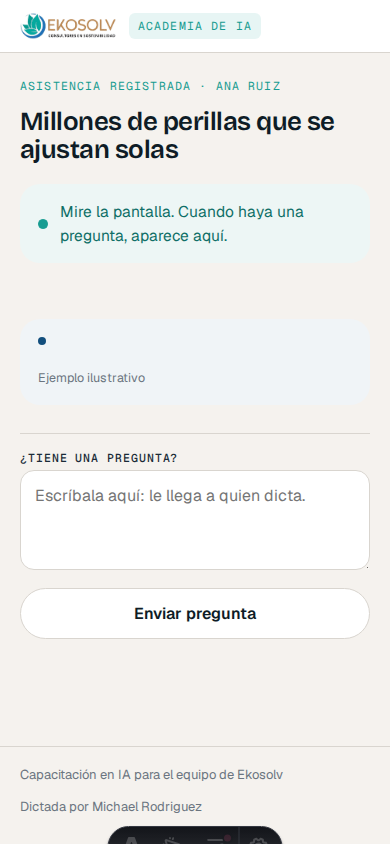 EKOSOLV
ACADEMIA DE IA
ASISTENCIA REGISTRADA · ANA RUIZ
Millones de perillas que se
ajustan solas
Mire la pantalla. Cuando haya una
pregunta, aparece aquí.
Ejemplo ilustrativo
¿TIENE UNA PREGUNTA?
Escríbala aquí: le llega a quien dicta.
Enviar pregunta
Capacitación en IA para el equipo de Ekosolv
Dictada por Michael Rodriguez